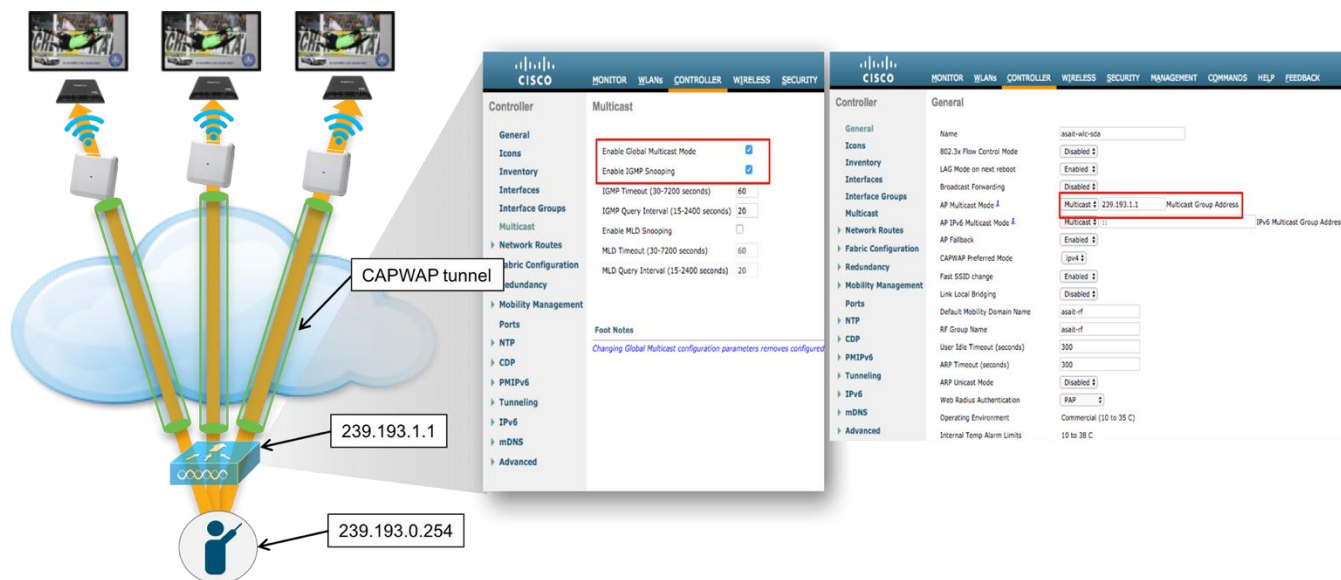 CAPWAP tunnel
239.193.1.1
239.193.0.254
CISCO
MONITOR WLANs CONTROLLER WIRELESS SECURITY
Controller
General
Icons
Inventory
Interfaces
Interface Groups
Multicast
Network Routes
abric Configuration
edundancy
Mobility Management
Ports
NTP
CDP
PMIPv6
Tunneling
IPv6
mDNS
Advanced
Multicast
Enable Global Multicast Mode
Enable IGMP Snooping
IGMP Timeout (30-7200 seconds) 60
IGMP Query Interval (15-2400 seconds) 20
Enable MLD Snooping
MLD Timeout (30-7200 seconds) 60
MLD Query Interval (15-2400 seconds) 20
Foot Notes
Changing Global Multicast configuration parameters removes configured
CISCO
MONITOR WLANs CONTROLLER WIRELESS SECURITY MANAGEMENT COMMANDS HELP FEEDBACK
Controller
General
Icons
Inventory
Interfaces
Interface Groups
Multicast
Network Routes
Fabric Configuration
Redundancy
Mobility Management
Ports
NTP
CDP
PMIPv6
Tunneling
IPv6
mDNS
Advanced
General
Name asait-wlc-sda
802.3x Flow Control Mode Disabled
LAG Mode on next reboot Enabled
Broadcast Forwarding Disabled
AP Multicast Mode Multicast 239.193.1.1 Multicast Group Address
AP IPv6 Multicast Mode Multicast :: IPv6 Multicast Group Addres
AP Fallback Enabled
CAPWAP Preferred Mode ipv4
Fast SSID change Enabled
Link Local Bridging Disabled
Default Mobility Domain Name asait-rf
RF Group Name asait-rf
User Idle Timeout (seconds) 300
ARP Timeout (seconds) 300
ARP Unicast Mode Disabled
Web Radius Authentication PAP
Operating Environment Commercial (10 to 35 C)
Internal Temp Alarm Limits 10 to 38 C